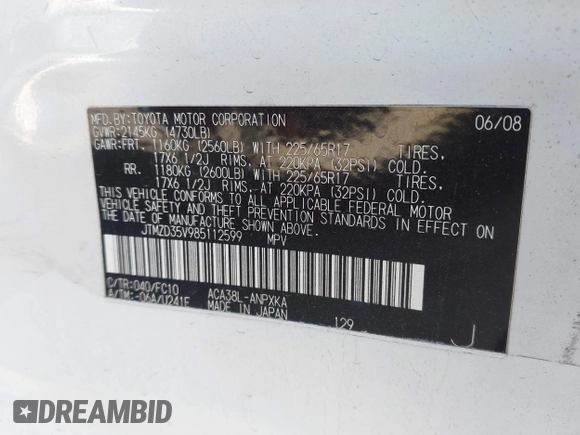 MFD.BY:TOYOTA MOTOR CORPORATION 06/08
GVWR:2145KG (4730LB)
GAWR:FRT. 1160KG (2560LB) WITH 225/65R17 TIRES,
17X6 1/2J RIMS, AT 220KPA (32PSI) COLD.
RR. 1180KG (2600LB) WITH 225/65R17 TIRES,
17X6 1/2J RIMS, AT 220KPA (32PSI) COLD.
THIS VEHICLE CONFORMS TO ALL APPLICABLE FEDERAL MOTOR
VEHICLE SAFETY AND THEFT PREVENTION STANDARDS IN EFFECT ON
THE DATE OF MANUFACTURE SHOWN ABOVE.
JTMZD35V985112599 MPV
C/TR:040/FC10 ACA38L-ANPXKA
A/TM:-06A/U241E MADE IN JAPAN 129 J
DREAMBID